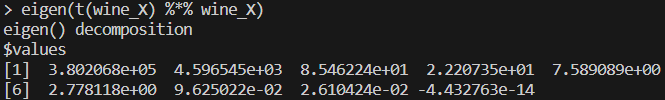 > eigen(t(wine_X) %*% wine_X)
eigen() decomposition
$values
[1]  3.802068e+05  4.596545e+03  8.546224e+01  2.220735e+01  7.589089e+00
[6]  2.778118e+00  9.625022e-02  2.610424e-02 -4.432763e-14